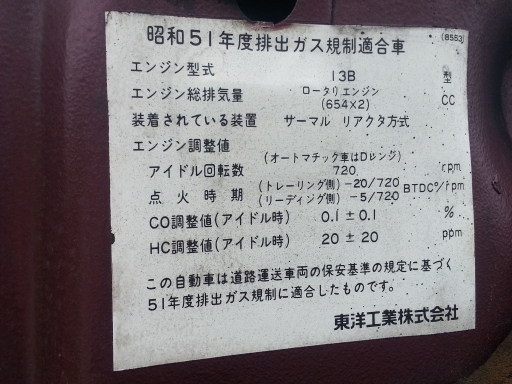 (8553)
昭和51年度排出ガス規制適合車
エンジン型式 13B 型
エンジン総排気量 ロータリエンジン (654×2) CC
装着されている装置 サーマル リアクタ方式
エンジン調整値 (オートマチック車はDレンジ)
アイドル回転数 720 rpm
点火時期 (トレーリング側) -20/720 BTDC°/rpm
(リーディング側) -5/720
CO調整値(アイドル時) 0.1 ± 0.1 %
HC調整値(アイドル時) 20 ± 20 ppm
この自動車は道路運送車両の保安基準の規定に基づく
51年度排出ガス規制に適合したものです。
東洋工業株式会社